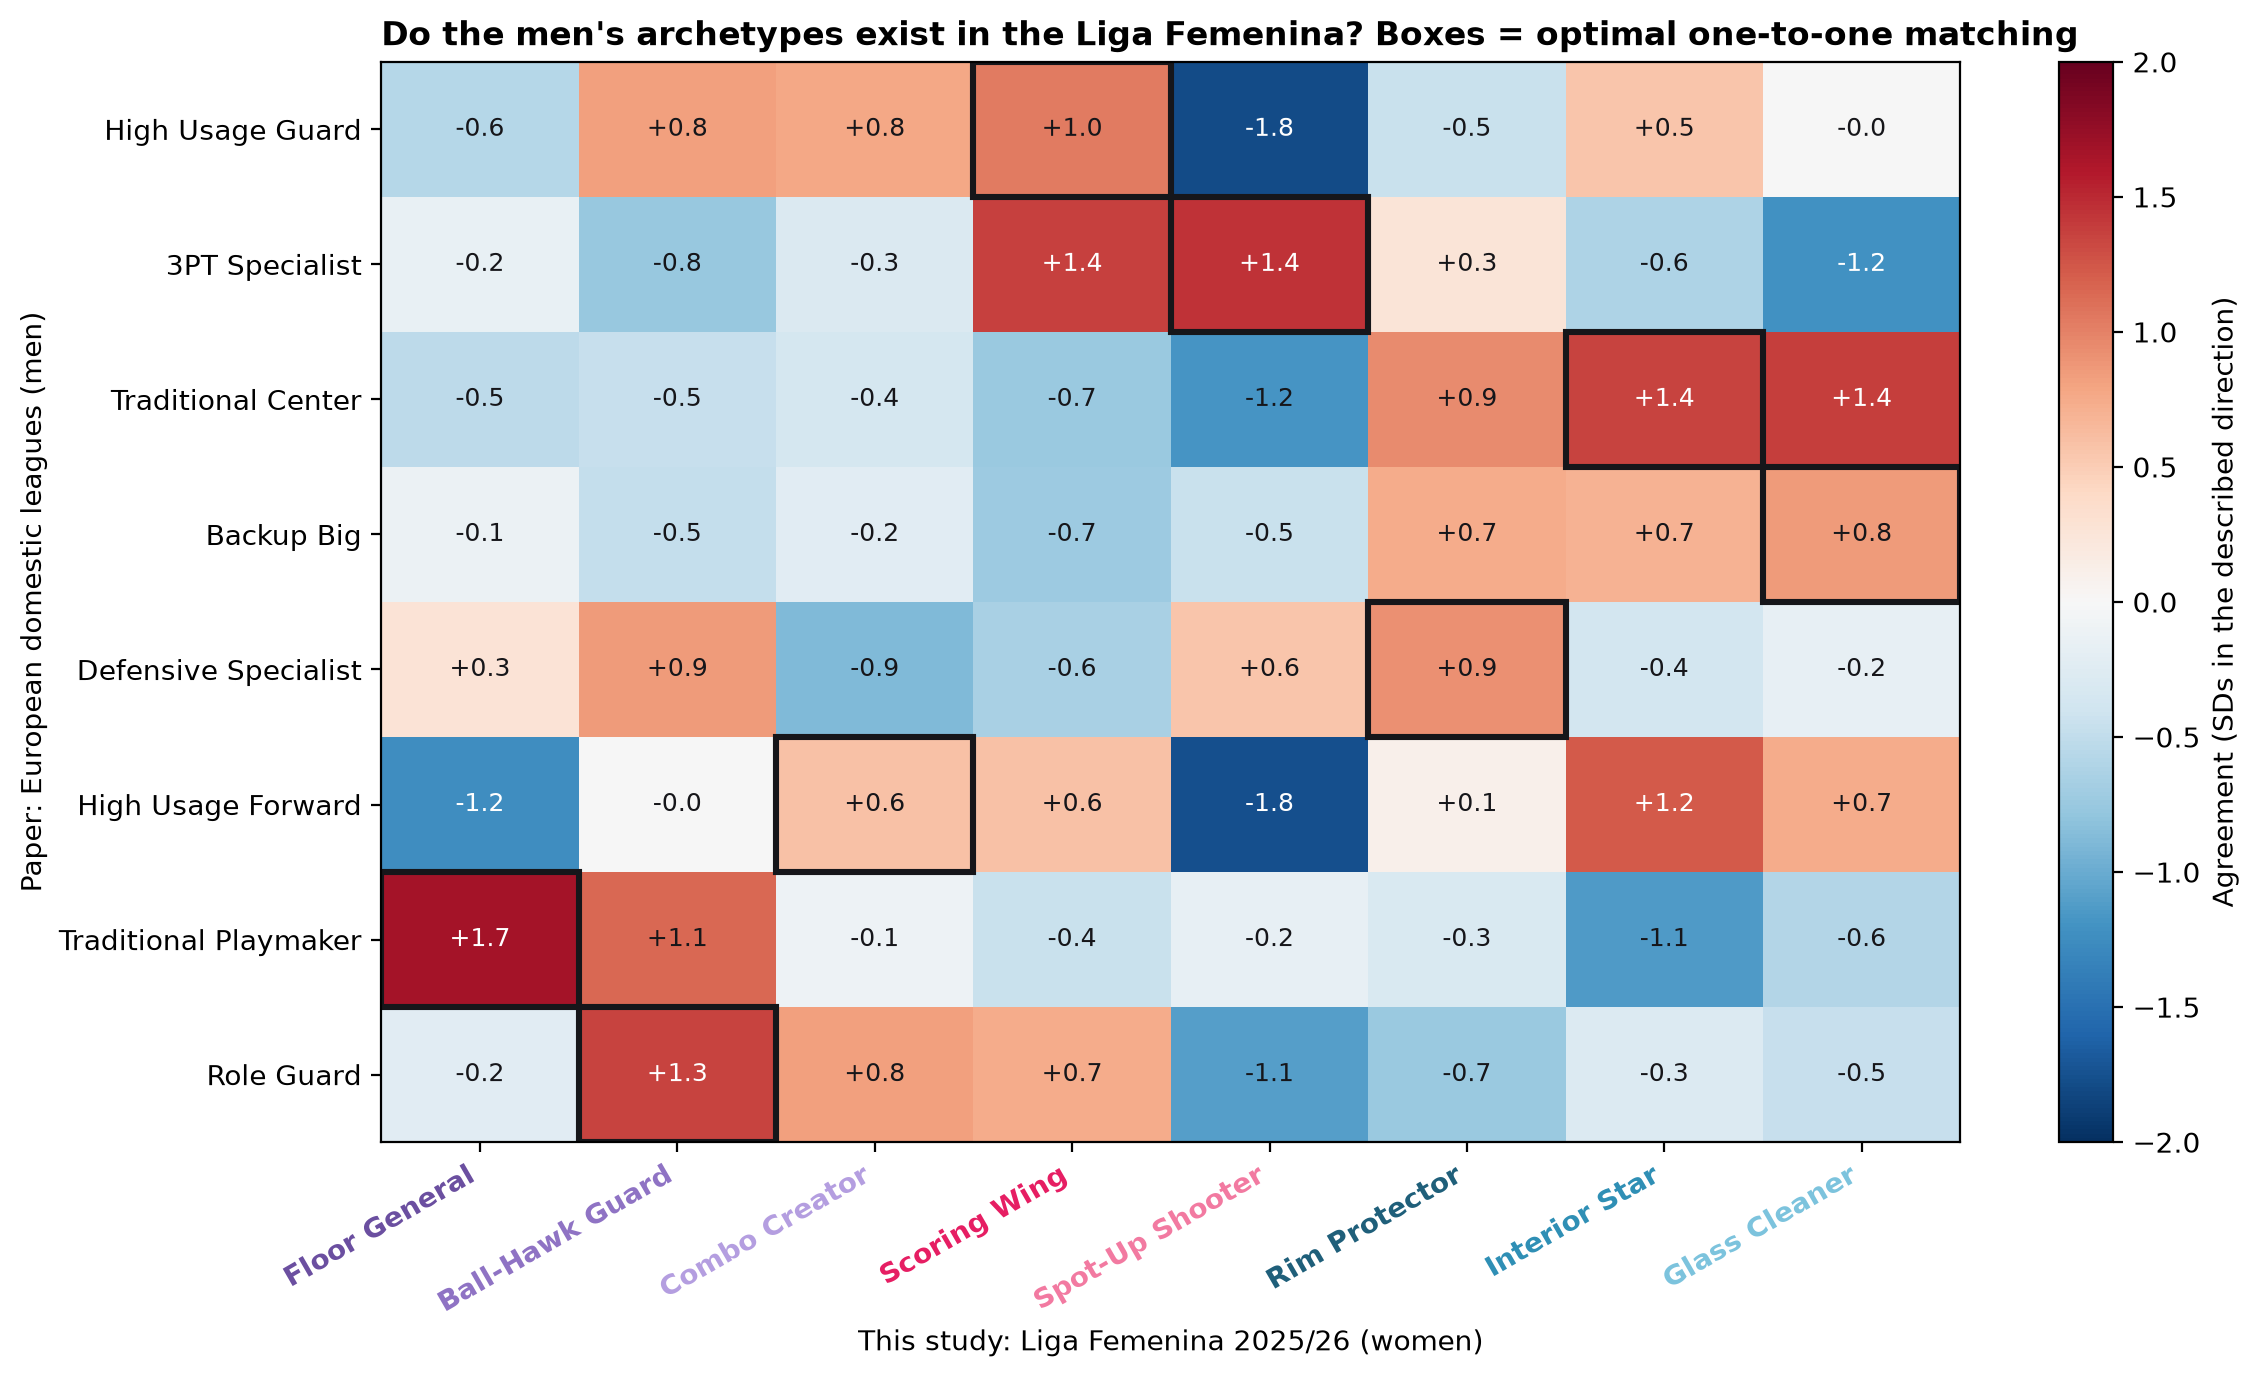 Do the men's archetypes exist in the Liga Femenina? Boxes = optimal one-to-one matching
Paper: European domestic leagues (men)
High Usage Guard -0.6 +0.8 +0.8 +1.0 -1.8 -0.5 +0.5 -0.0
3PT Specialist -0.2 -0.8 -0.3 +1.4 +1.4 +0.3 -0.6 -1.2
Traditional Center -0.5 -0.5 -0.4 -0.7 -1.2 +0.9 +1.4 +1.4
Backup Big -0.1 -0.5 -0.2 -0.7 -0.5 +0.7 +0.7 +0.8
Defensive Specialist +0.3 +0.9 -0.9 -0.6 +0.6 +0.9 -0.4 -0.2
High Usage Forward -1.2 -0.0 +0.6 +0.6 -1.8 +0.1 +1.2 +0.7
Traditional Playmaker +1.7 +1.1 -0.1 -0.4 -0.2 -0.3 -1.1 -0.6
Role Guard -0.2 +1.3 +0.8 +0.7 -1.1 -0.7 -0.3 -0.5
Floor General
Ball-Hawk Guard
Combo Creator
Scoring Wing
Spot-Up Shooter
Rim Protector
Interior Star
Glass Cleaner
This study: Liga Femenina 2025/26 (women)
2.0
1.5
1.0
0.5
0.0
−0.5
−1.0
−1.5
−2.0
Agreement (SDs in the described direction)